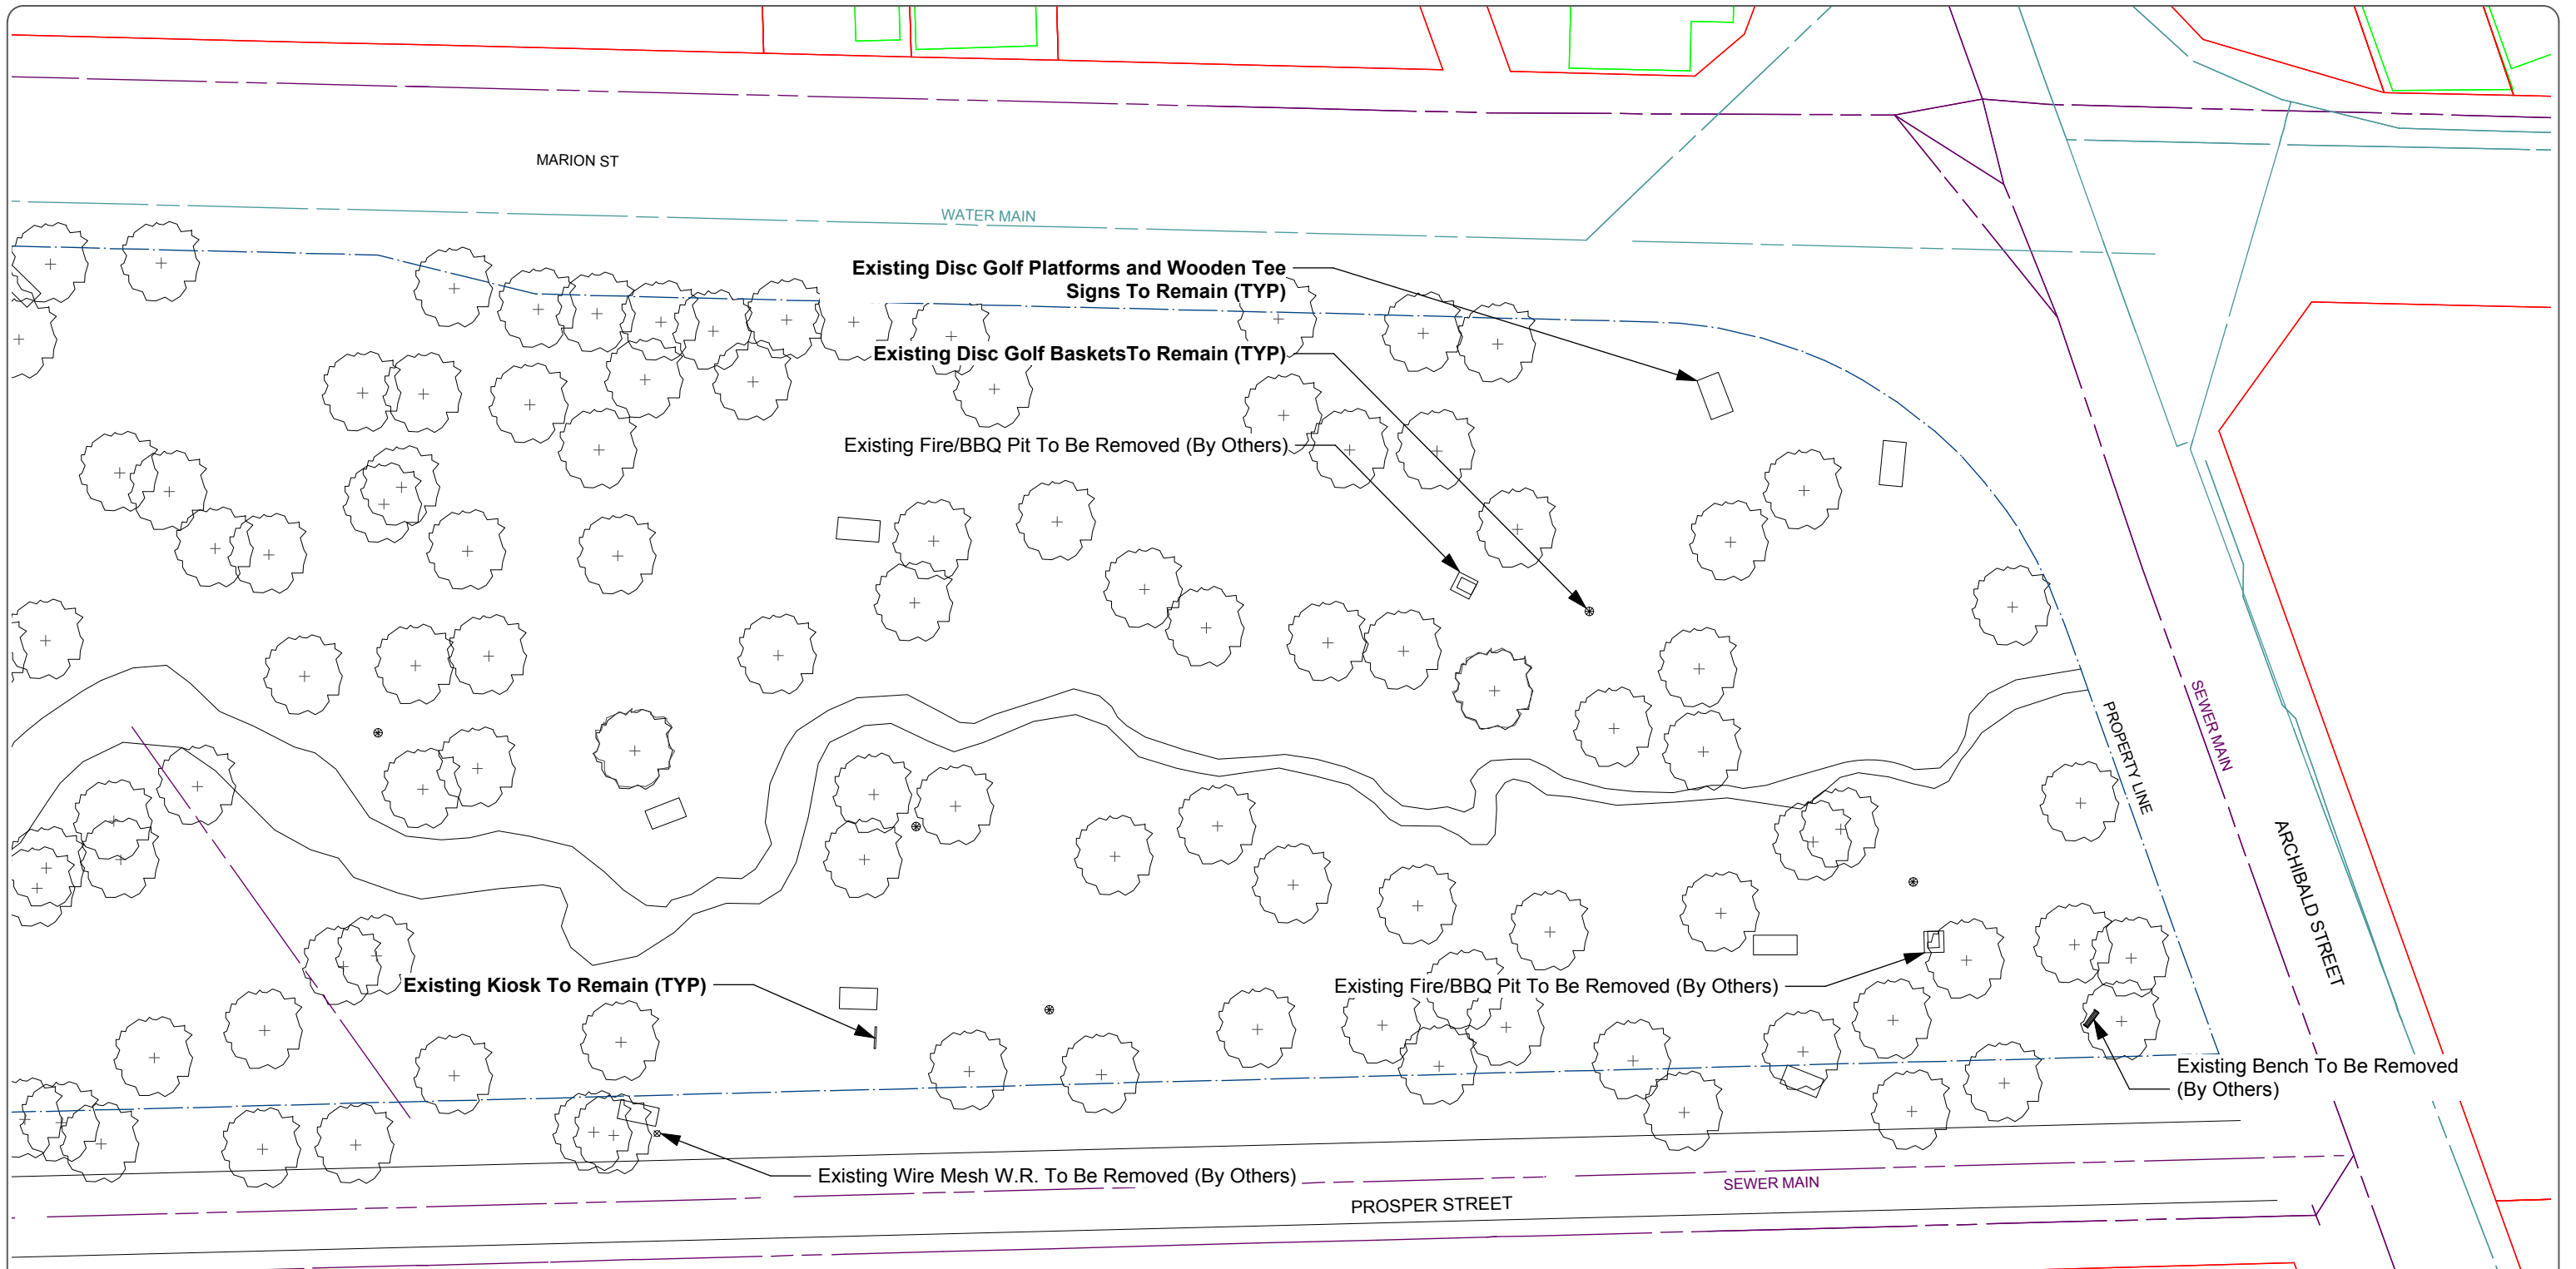 MARION ST
WATER MAIN
Existing Disc Golf Platforms and Wooden Tee
Signs To Remain (TYP)
Existing Disc Golf BasketsTo Remain (TYP)
Existing Fire/BBQ Pit To Be Removed (By Others)
PROPERTY LINE
SEWER MAIN
ARCHIBALD STREET
Existing Kiosk To Remain (TYP)
Existing Fire/BBQ Pit To Be Removed (By Others)
Existing Bench To Be Removed
(By Others)
Existing Wire Mesh W.R. To Be Removed (By Others)
SEWER MAIN
PROSPER STREET